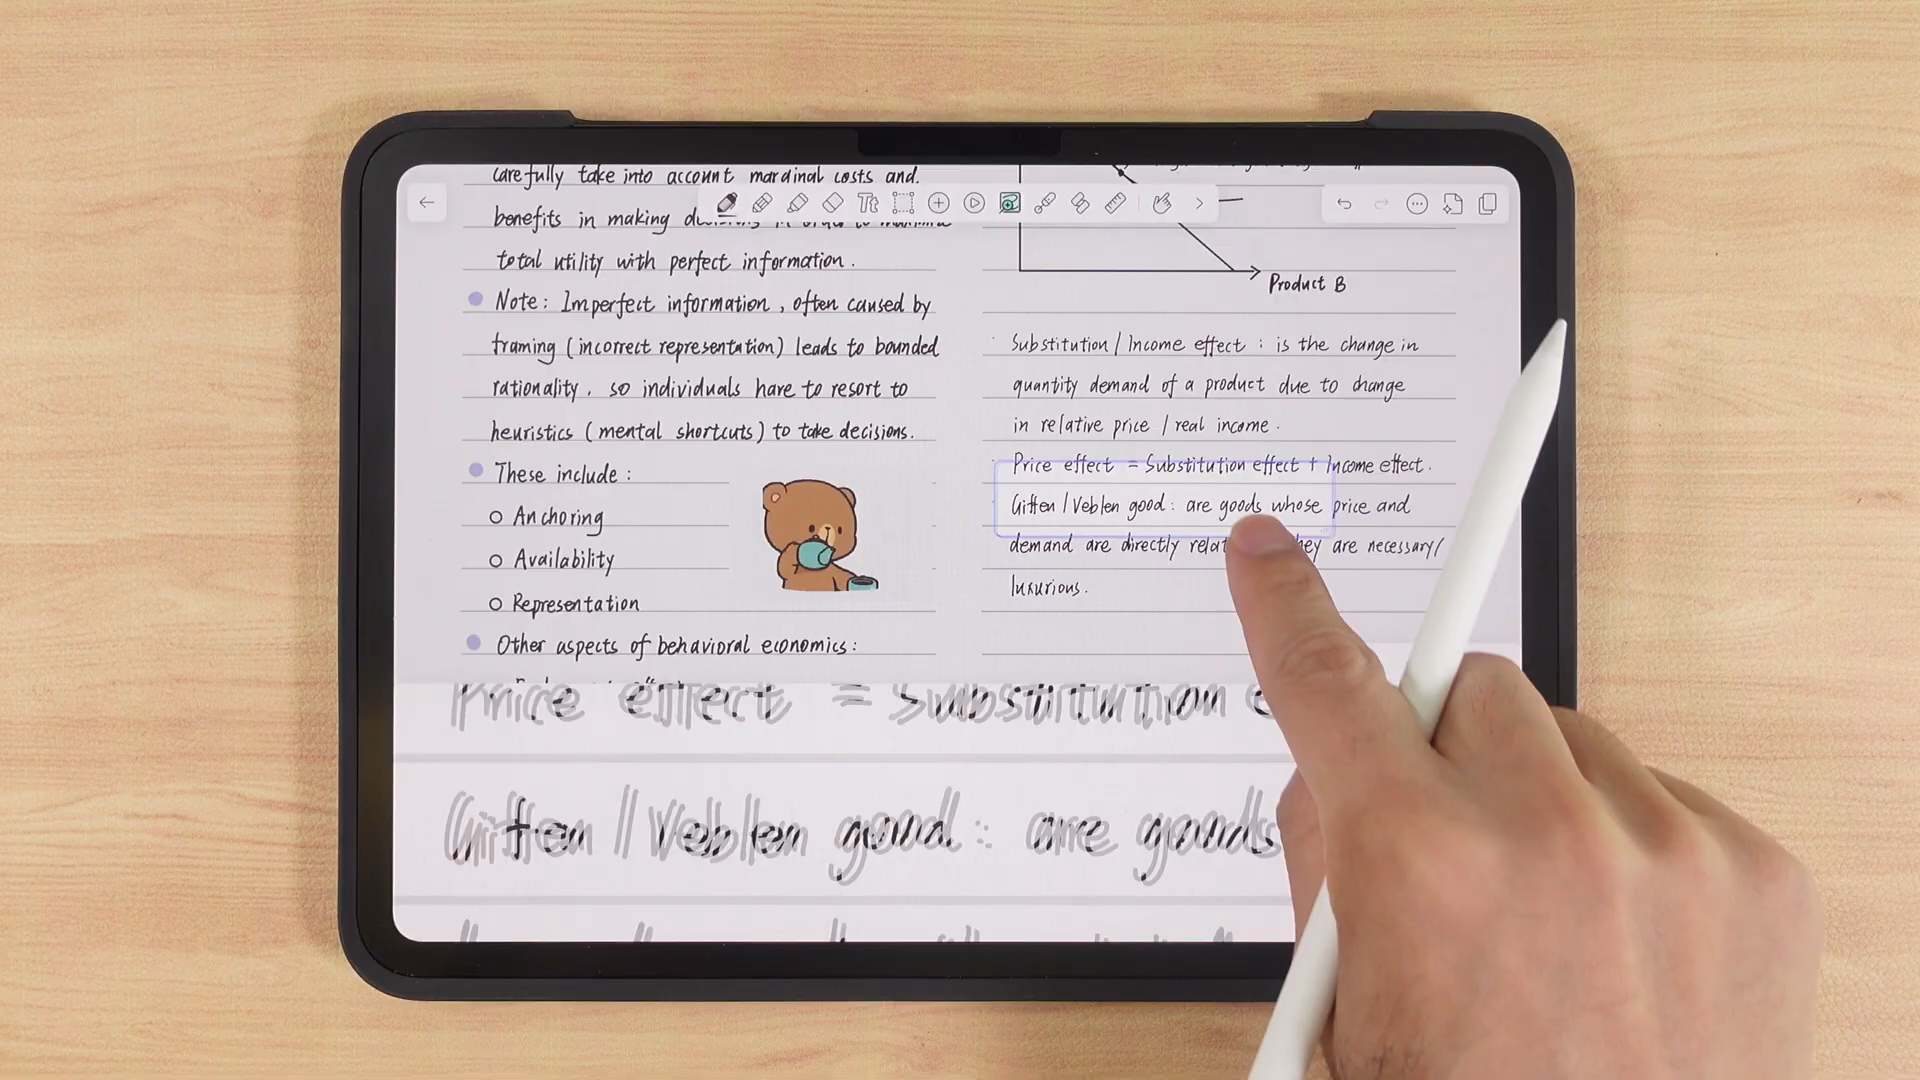 carefully take into account mardinal costs and.
benefits in making
total utility with perfect information.
Note: Imperfect information, often caused by
framing (incorrect representation) leads to bounded
rationality. so individuals have to resort to
heuristics (mental shortcuts) to take decisions.
These include:
Anchoring
Availability
Representation
Other aspects of behavioral economics:
Tt
Product B
Substitution / Income effect : is the change in
quantity demand of a product due to change
in relative price / real income.
Price effect = Substitution effect + Income effect.
Giffen / Veblen good: are goods whose price and
demand are directly they are necessary/
luxurious.
Price effect = Substitution
Giffen / Veblen good: are goods